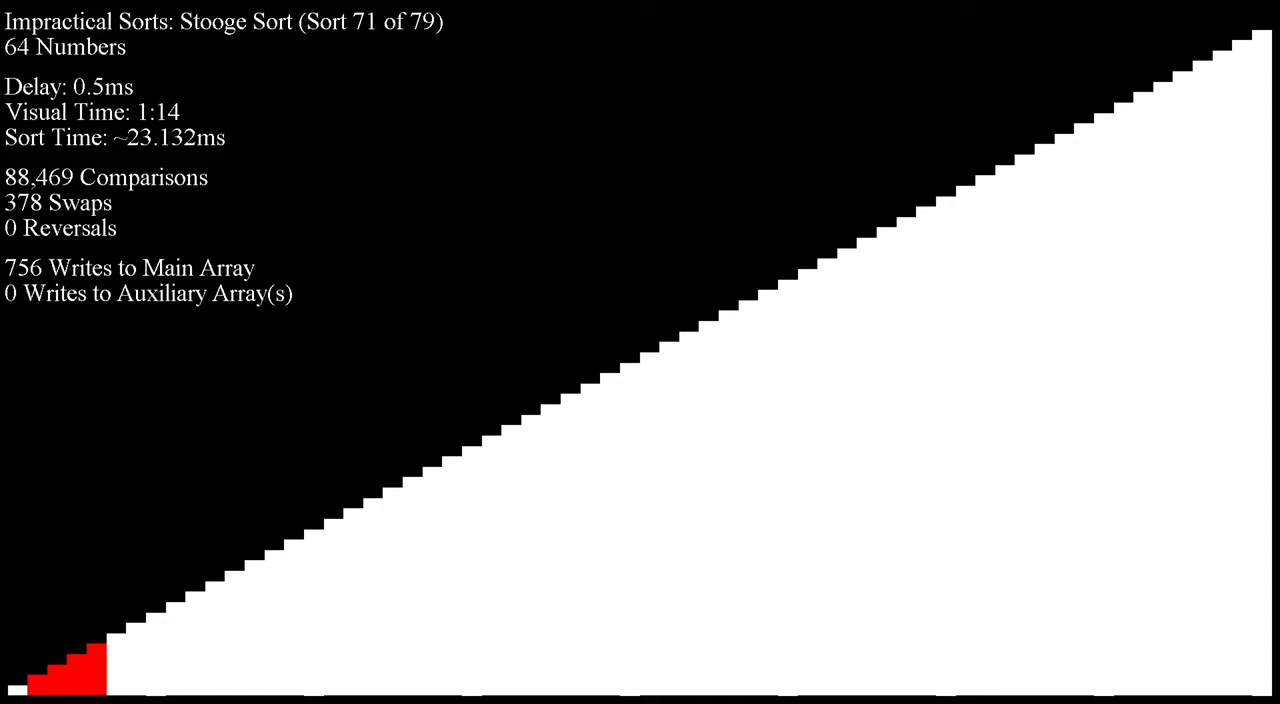 Impractical Sorts: Stooge Sort (Sort 71 of 79)
64 Numbers
Delay: 0.5ms
Visual Time: 1:14
Sort Time: ~23.132ms
88,469 Comparisons
378 Swaps
0 Reversals
756 Writes to Main Array
0 Writes to Auxiliary Array(s)